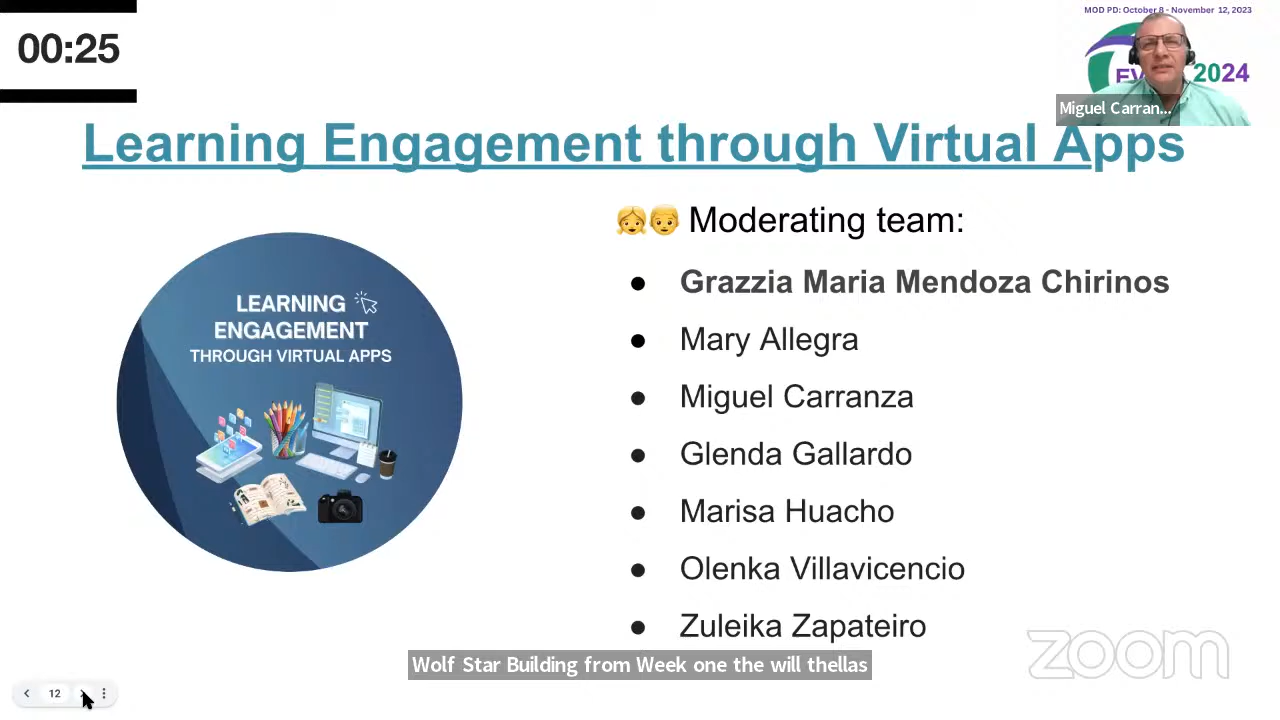 MOD PD: October 8 - November 12, 2023
00:25
EV 2024
Miguel Carran...
Learning Engagement through Virtual Apps
👧👦 Moderating team:
LEARNING
ENGAGEMENT
THROUGH VIRTUAL APPS
● Grazzia Maria Mendoza Chirinos
● Mary Allegra
● Miguel Carranza
● Glenda Gallardo
● Marisa Huacho
● Olenka Villavicencio
● Zuleika Zapateiro
Wolf Star Building from Week one the will thellas
zoom
12